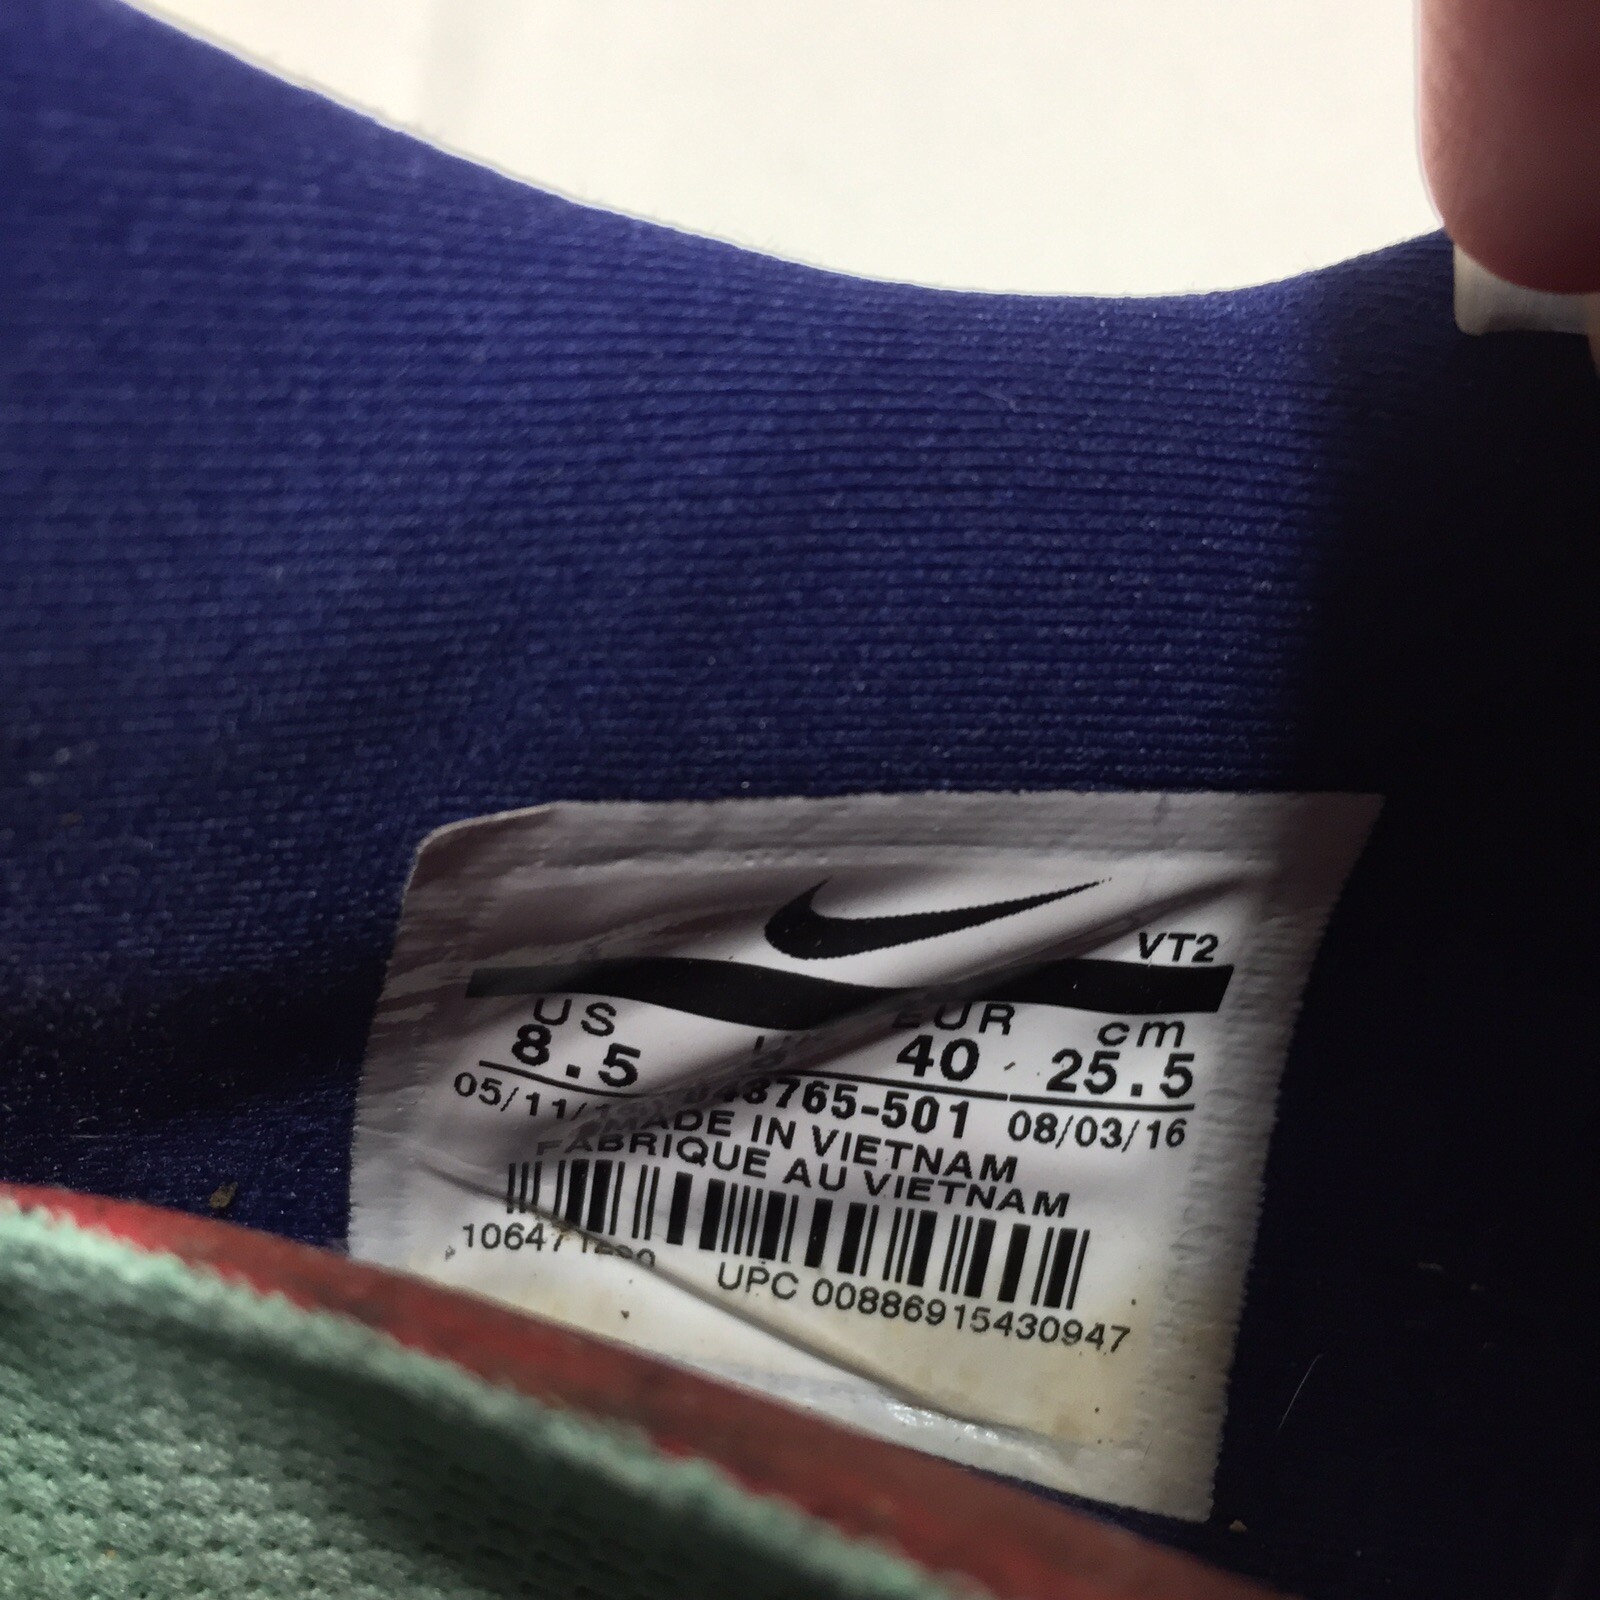 VT2
US EUR cm
8.5 40 25.5
08/03/16
MADE IN VIETNAM
FABRIQUE AU VIETNAM
UPC 00886915430947